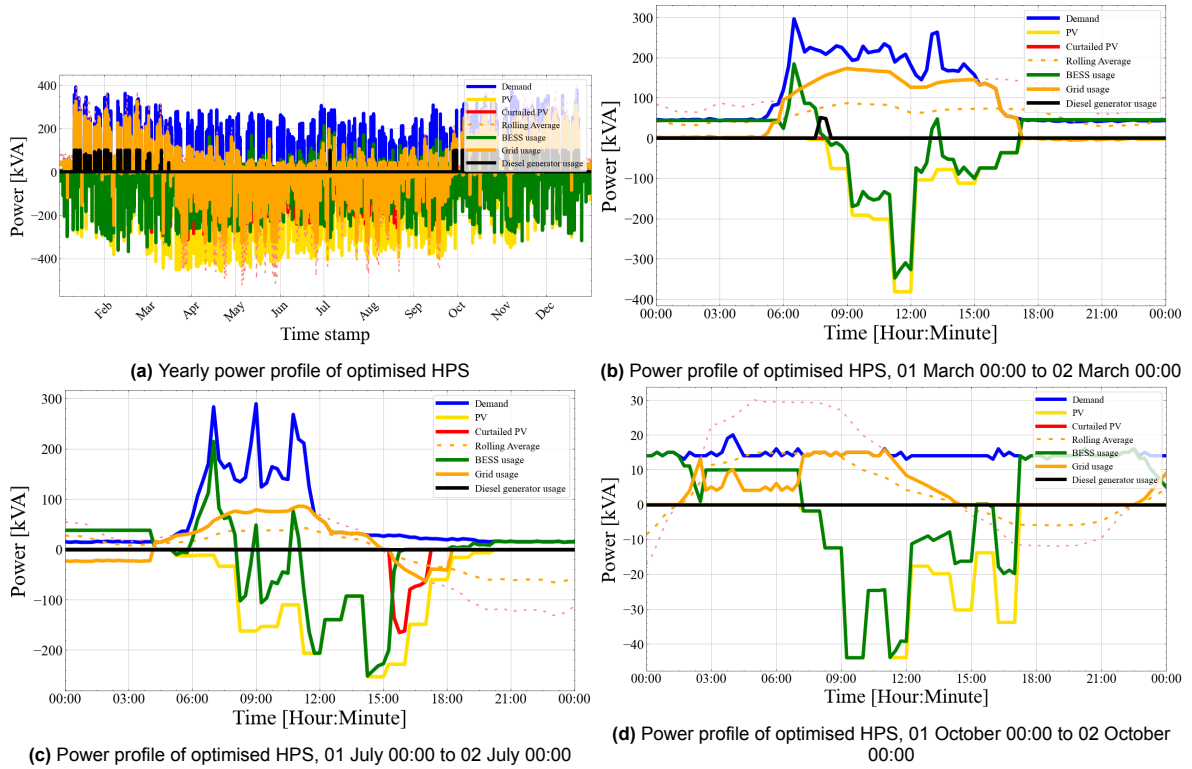 Power [kVA]
400
200
0
−200
−400
Demand
PV
Curtailed PV
Rolling Average
BESS usage
Grid usage
Diesel generator usage
Feb
Mar
Apr
May
Jun
Jul
Aug
Sep
Oct
Nov
Dec
Time stamp
(a) Yearly power profile of optimised HPS
Power [kVA]
300
200
100
0
−100
−200
−300
−400
Demand
PV
Curtailed PV
Rolling Average
BESS usage
Grid usage
Diesel generator usage
00:00 03:00 06:00 09:00 12:00 15:00 18:00 21:00 00:00
Time [Hour:Minute]
(b) Power profile of optimised HPS, 01 March 00:00 to 02 March 00:00
Power [kVA]
300
200
100
0
−100
−200
Demand
PV
Curtailed PV
Rolling Average
BESS usage
Grid usage
Diesel generator usage
00:00 03:00 06:00 09:00 12:00 15:00 18:00 21:00 00:00
Time [Hour:Minute]
(c) Power profile of optimised HPS, 01 July 00:00 to 02 July 00:00
Power [kVA]
30
20
10
0
−10
−20
−30
−40
Demand
PV
Curtailed PV
Rolling Average
BESS usage
Grid usage
Diesel generator usage
00:00 03:00 06:00 09:00 12:00 15:00 18:00 21:00 00:00
Time [Hour:Minute]
(d) Power profile of optimised HPS, 01 October 00:00 to 02 October
00:00